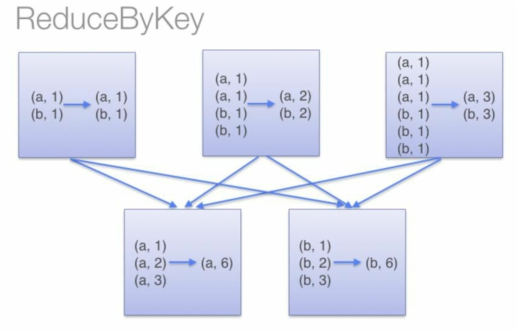 ReduceByKey
(a, 1) (a, 1)
(b, 1) (b, 1)
(a, 1)
(a, 1) (a, 2)
(b, 1) (b, 2)
(b, 1)
(a, 1)
(a, 1)
(a, 1) (a, 3)
(b, 1) (b, 3)
(b, 1)
(b, 1)
(a, 1)
(a, 2) (a, 6)
(a, 3)
(b, 1)
(b, 2) (b, 6)
(b, 3)